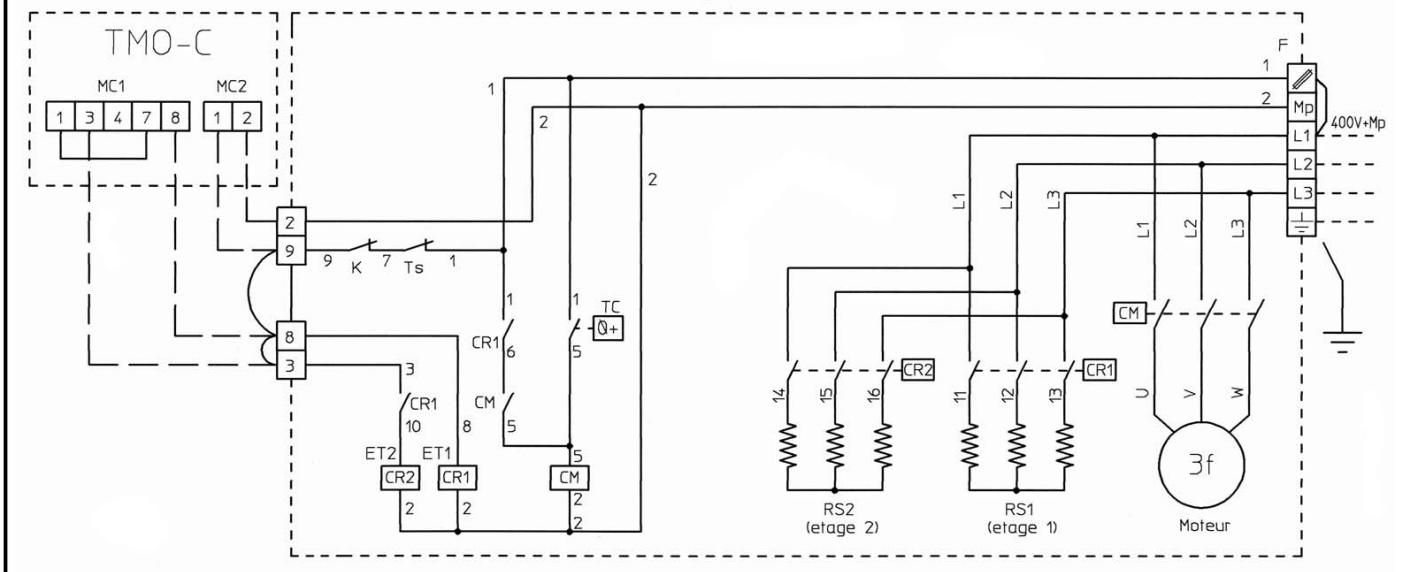 TMO-C
MC1 MC2
1 3 4 7 8 1 2
F
1
2 Mp
400V+Mp
L1
L2
L3
1
2
2
2
9
9 K 7 Ts 1
L1 L2 L3
L1 L2 L3
8
3
3
CR1
10
8
1
CR1
6
CM
5
1
TC
Q+
5
CM
CR2
CR1
14 15 16
11 12 13
U V W
ET2 ET1
CR2 CR1
5
CM
2 2 2
2
3f
RS2
(etage 2)
RS1
(etage 1)
Moteur